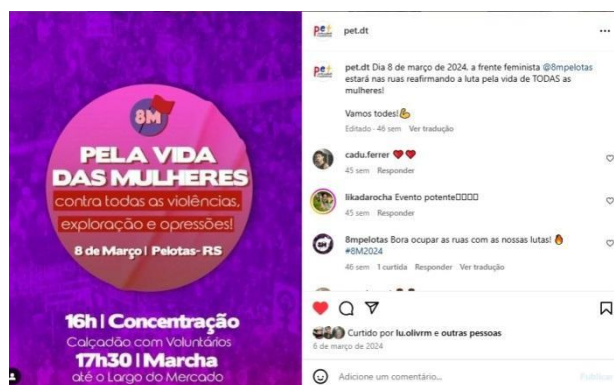 8M
PELA VIDA
DAS MULHERES
contra todas as violências,
exploração e opressões!
8 de Março| Pelotas- RS
16h | Concentração
Calçadão com Voluntários
17h30 | Marcha
até o Largo do Mercado
pet
pet.dt
pet
pet.dt Dia 8 de março de 2024, a frente feminista @8mpelotas
estará nas ruas reafirmando a luta pela vida de TODAS as
mulheres!
Vamos todes!💪
Editado · 46 sem Ver tradução
cadu.ferrer ❤️❤️
45 sem Responder
likadarocha Evento potente
45 sem Responder
8M
8mpelotas Bora ocupar as ruas com as nossas lutas! 🔥
#8M2024
46 sem 1 curtida Responder Ver tradução
Curtido por lu.olivrm e outras pessoas
6 de março de 2024
Adicione um comentário...
Publicar